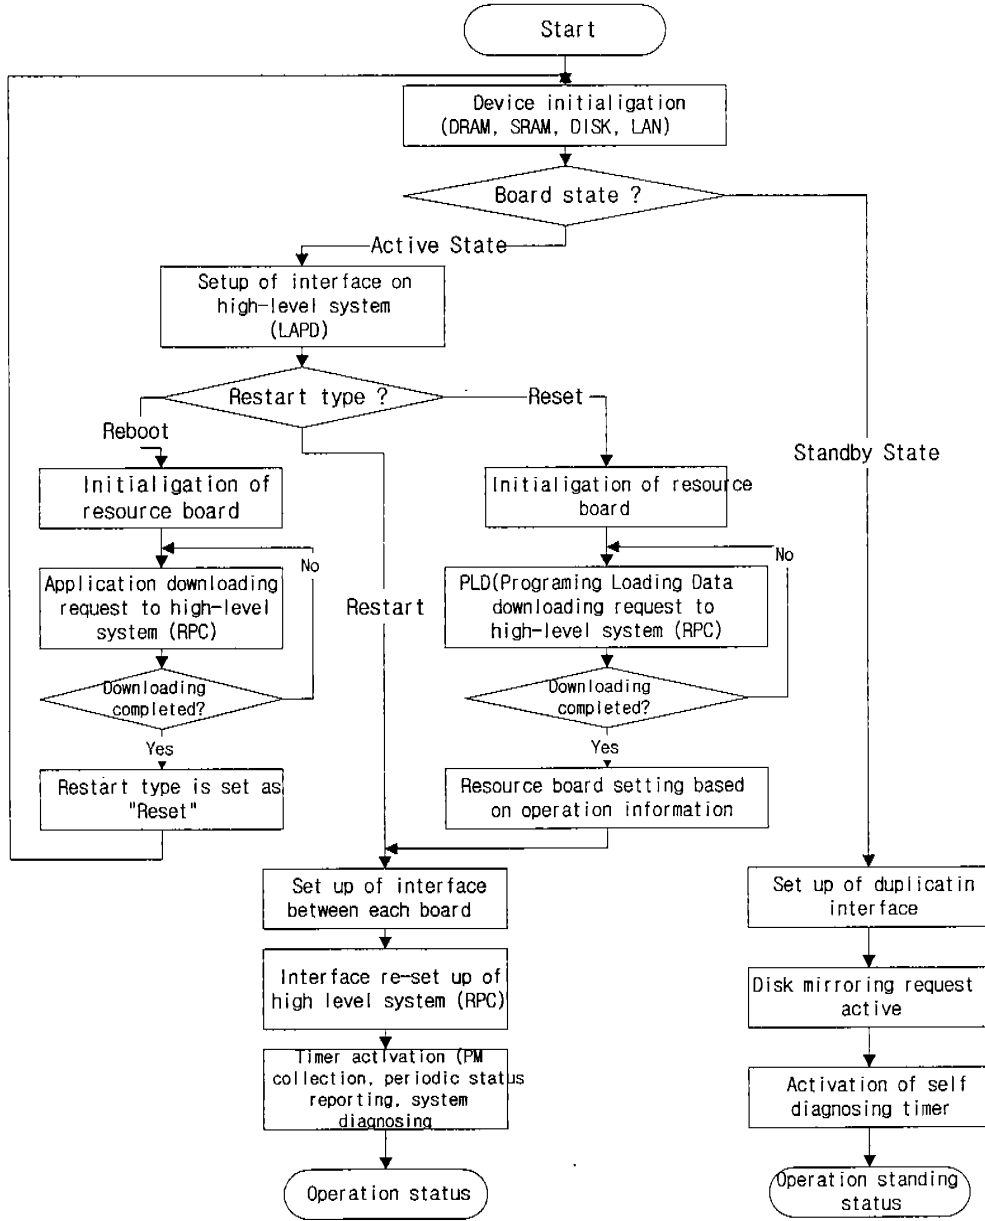 Start
Device initialigation
(DRAM, SRAM, DISK, LAN)
Board state ?
Active State
Setup of interface on
high-level system
(LAPD)
Restart type ?
Reset
Reboot
Standby State
Initialigation of
resource board
Initialigation of resource
board
No
No
Application downloading
request to high-level
system (RPC)
Restart
PLD(Programing Loading Data
downloading request to
high-level system (RPC)
Downloading
completed?
Downloading
completed?
Yes
Yes
Restart type is set as
"Reset"
Resource board setting based
on operation information
Set up of interface
between each board
Set up of duplicatin
interface
Interface re-set up of
high level system (RPC)
Disk mirroring request
active
Timer activation (PM
collection, periodic status
reporting, system
diagnosing
Activation of self
diagnosing timer
Operation status
Operation standing
status